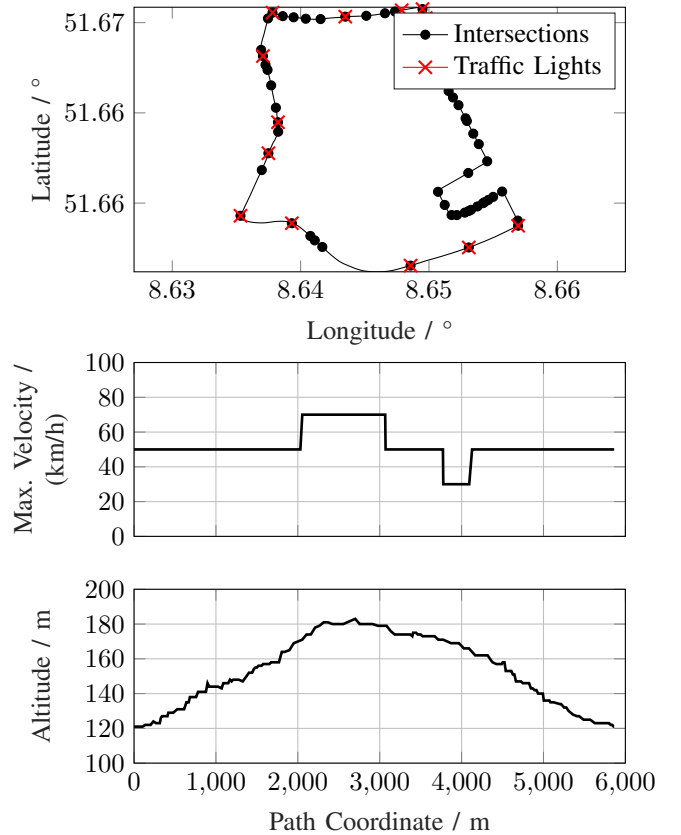 51.67
51.66
51.66
Latitude / °
Intersections
Traffic Lights
8.63 8.64 8.65 8.66
Longitude / °
100
80
60
40
20
0
Max. Velocity /
(km/h)
200
180
160
140
120
100
Altitude / m
0 1,000 2,000 3,000 4,000 5,000 6,000
Path Coordinate / m